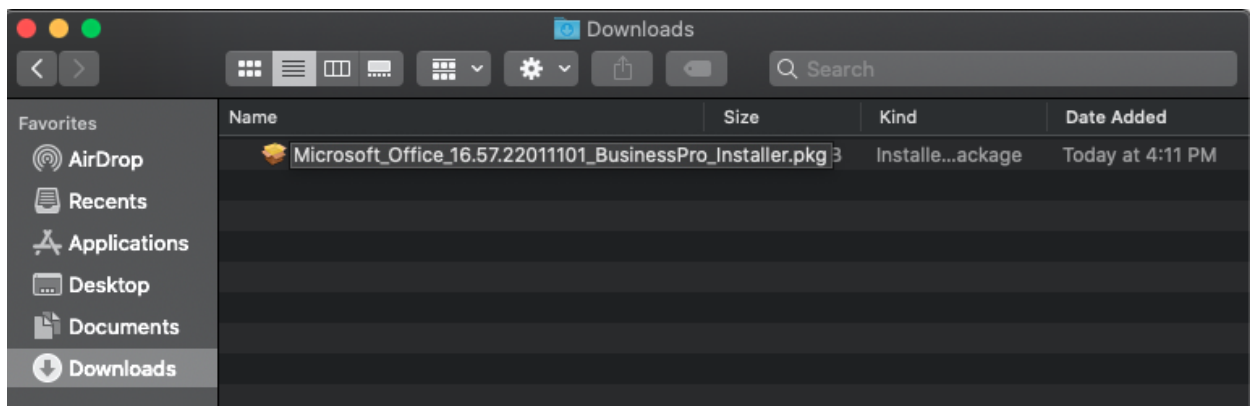 Downloads
Search
Favorites
AirDrop
Recents
Applications
Desktop
Documents
Downloads
Name Size Kind Date Added
Microsoft_Office_16.57.22011101_BusinessPro_Installer.pkg Installe...ackage Today at 4:11 PM